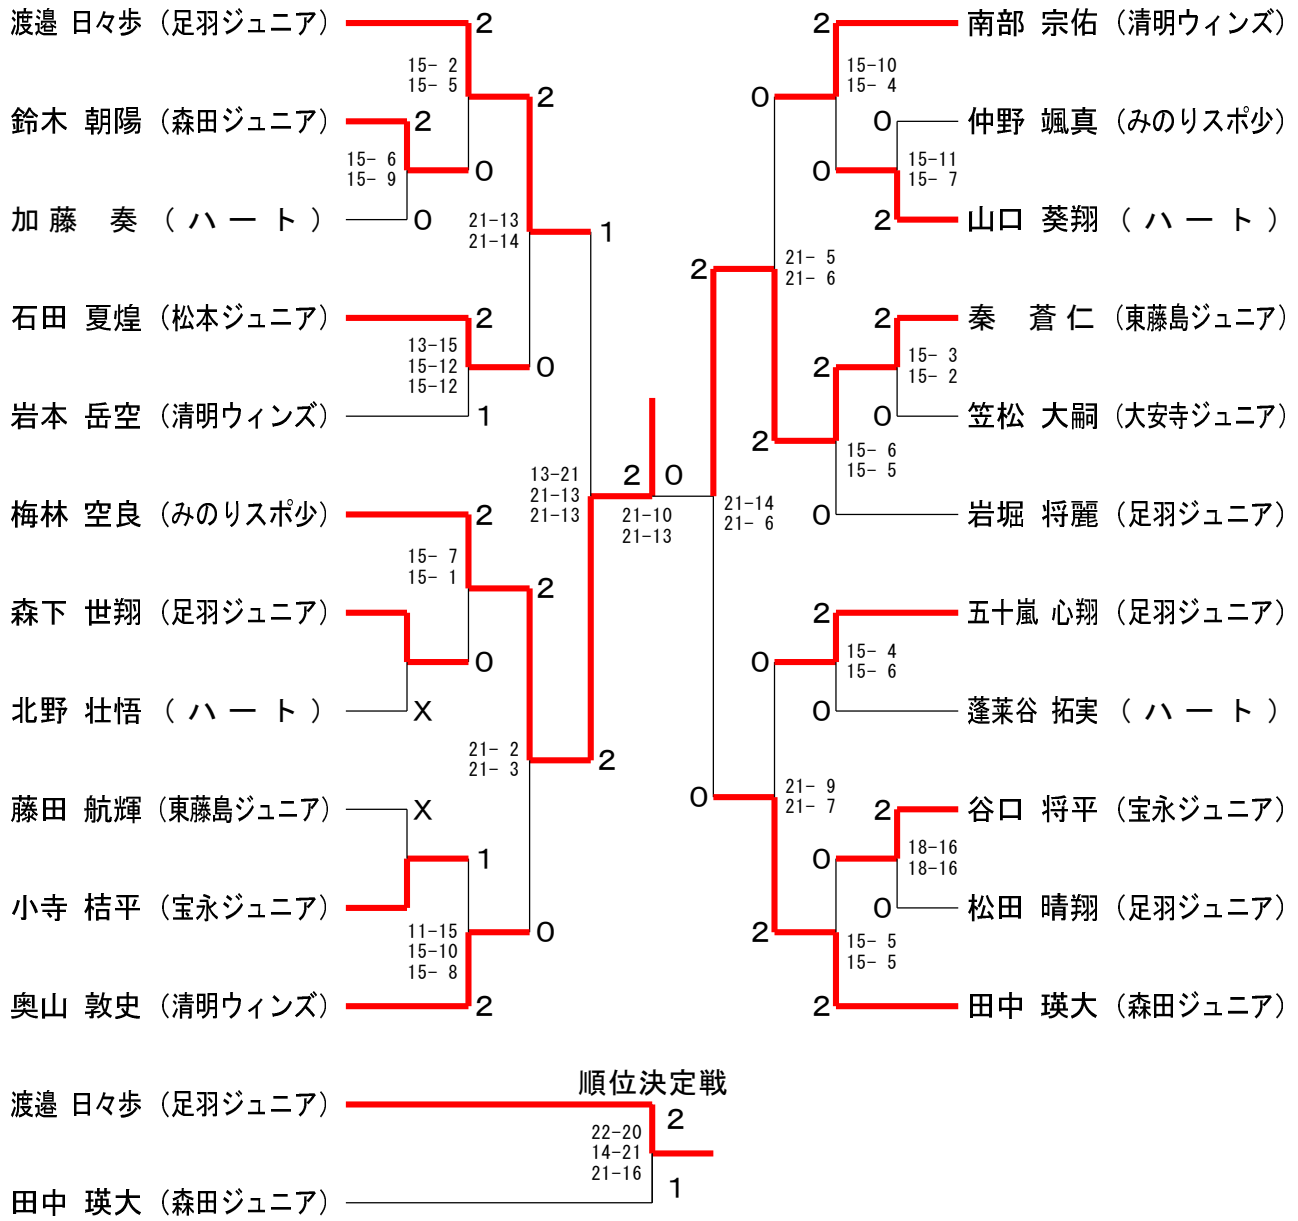 渡邉 日々歩 (足羽ジュニア) 2
15- 2
15- 5
2
鈴木 朝陽 (森田ジュニア) 2
15- 6
15- 9
0
加藤 奏 (ハート) 0
21-13
21-14
1
石田 夏煌 (松本ジュニア) 2
13-15
15-12
15-12
0
岩本 岳空 (清明ウィンズ) 1
13-21
21-13
21-13
梅林 空良 (みのりスポ少) 2
15- 7
15- 1
2
森下 世翔 (足羽ジュニア)
0
北野 壮悟 (ハート) X
21- 2
21- 3
2
藤田 航輝 (東藤島ジュニア) X
1
小寺 桔平 (宝永ジュニア)
11-15
15-10
15- 8
0
奥山 敦史 (清明ウィンズ) 2
2 0
21-10
21-13
2 南部 宗佑 (清明ウィンズ)
15-10
15- 4
0
0 仲野 颯真 (みのりスポ少)
15-11
15- 7
0
2 山口 葵翔 (ハート)
21- 5
21- 6
2
2 秦 蒼仁 (東藤島ジュニア)
15- 3
15- 2
2
0 笠松 大嗣 (大安寺ジュニア)
2
15- 6
15- 5
0 岩堀 将麗 (足羽ジュニア)
21-14
21- 6
2 五十嵐 心翔 (足羽ジュニア)
15- 4
15- 6
0
0 蓬莱谷 拓実 (ハート)
21- 9
21- 7
0
2 谷口 将平 (宝永ジュニア)
18-16
18-16
0
0 松田 晴翔 (足羽ジュニア)
2
15- 5
15- 5
2 田中 瑛大 (森田ジュニア)
順位決定戦
渡邉 日々歩 (足羽ジュニア) 2
22-20
14-21
21-16
田中 瑛大 (森田ジュニア) 1